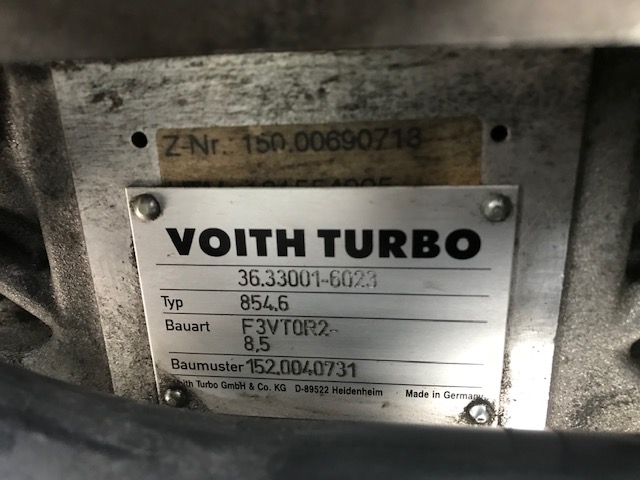 Z-Nr. 150.00690713
VOITH TURBO
36.33001-6023
Typ 854.6
Bauart F3VTOR2-
8,5
Baumuster 152.0040731
Voith Turbo GmbH & Co. KG D-89522 Heidenheim Made in Germany